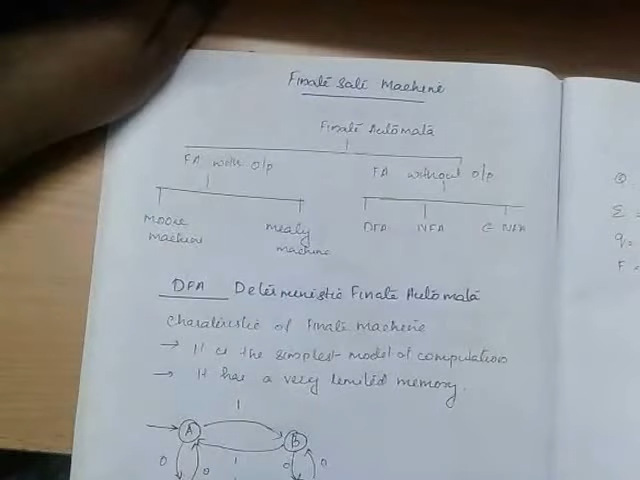 Finite State Machine
Finite Automata
FA with o/p
FA without o/p
Moore machine
mealy machine
DFA
NFA
E NFA
DFA Deterministic Finite Automata
Charateristic of Finite machine
→ It is the simplest model of computation
→ It has a very limited memory.
1
A
B
0
0
1
0
0
Q
Σ =
q =
F =